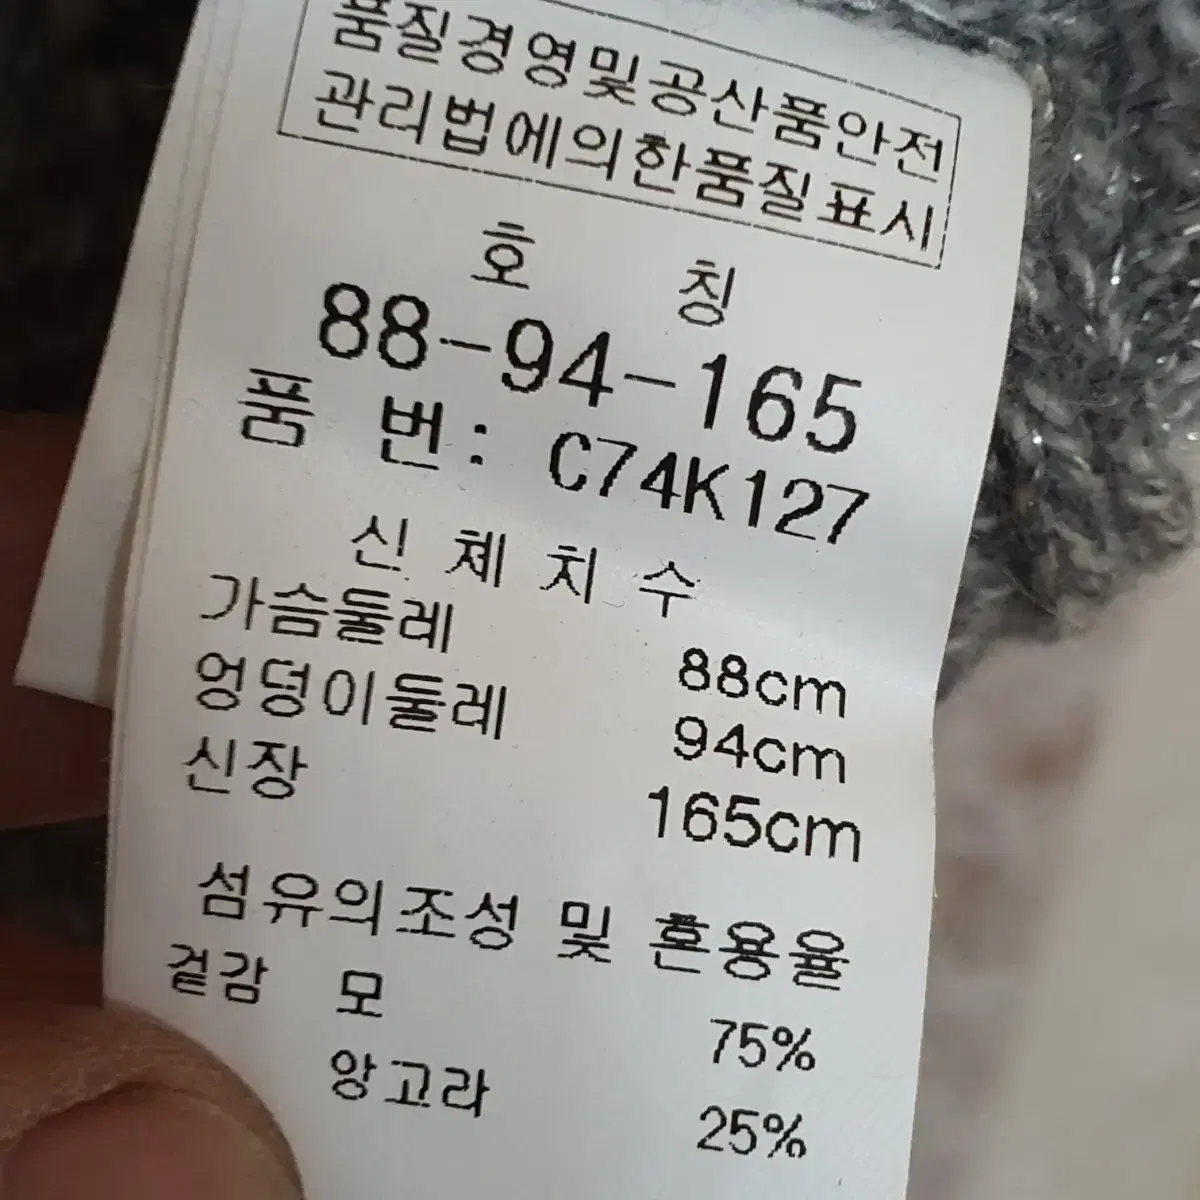 품질경영및공산품안전
관리법에의한품질표시
호 칭
88-94-165
품 번: C74K127
신 체 치 수
가슴둘레 88cm
엉덩이둘레 94cm
신장 165cm
섬유의조성 및 혼용율
겉감 모 75%
앙고라 25%